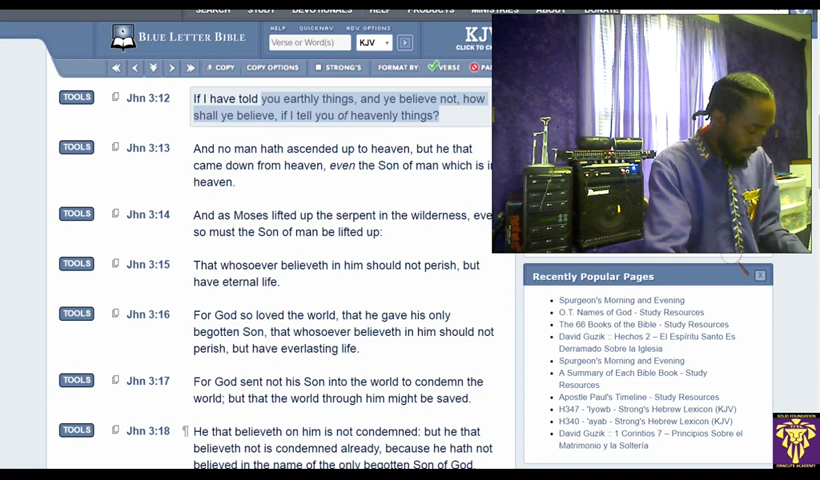 SEARCH STUDY DEVOTIONALS HELP PRODUCTS MINISTRIES ABOUT DONATE
BLUE LETTER BIBLE
HELP QUICKNAV ADV. OPTIONS
Verse or Word(s) KJV
KJV
CLICK TO C
COPY COPY OPTIONS STRONG'S FORMAT BY VERSE PA
TOOLS Jhn 3:12 If I have told you earthly things, and ye believe not, how
shall ye believe, if I tell you of heavenly things?
TOOLS Jhn 3:13 And no man hath ascended up to heaven, but he that
came down from heaven, even the Son of man which is in
heaven.
TOOLS Jhn 3:14 And as Moses lifted up the serpent in the wilderness, eve
so must the Son of man be lifted up:
TOOLS Jhn 3:15 That whosoever believeth in him should not perish, but
have eternal life.
TOOLS Jhn 3:16 For God so loved the world, that he gave his only
begotten Son, that whosoever believeth in him should not
perish, but have everlasting life.
TOOLS Jhn 3:17 For God sent not his Son into the world to condemn the
world; but that the world through him might be saved.
TOOLS Jhn 3:18 ¶ He that believeth on him is not condemned: but he that
believeth not is condemned already, because he hath not
believed in the name of the only begotten Son of God.
Recently Popular Pages
Spurgeon's Morning and Evening
O.T. Names of God - Study Resources
The 66 Books of the Bible - Study Resources
David Guzik :: Hechos 2 – El Espíritu Santo Es
Derramado Sobre la Iglesia
Spurgeon's Morning and Evening
A Summary of Each Bible Book - Study
Resources
Apostle Paul's Timeline - Study Resources
H347 - 'Iyowb - Strong's Hebrew Lexicon (KJV)
H340 - 'ayab - Strong's Hebrew Lexicon (KJV)
David Guzik :: 1 Corintios 7 – Principios Sobre el
Matrimonio y la Soltería
SOLID FOUNDATION
ISRAELITE ACADEMY